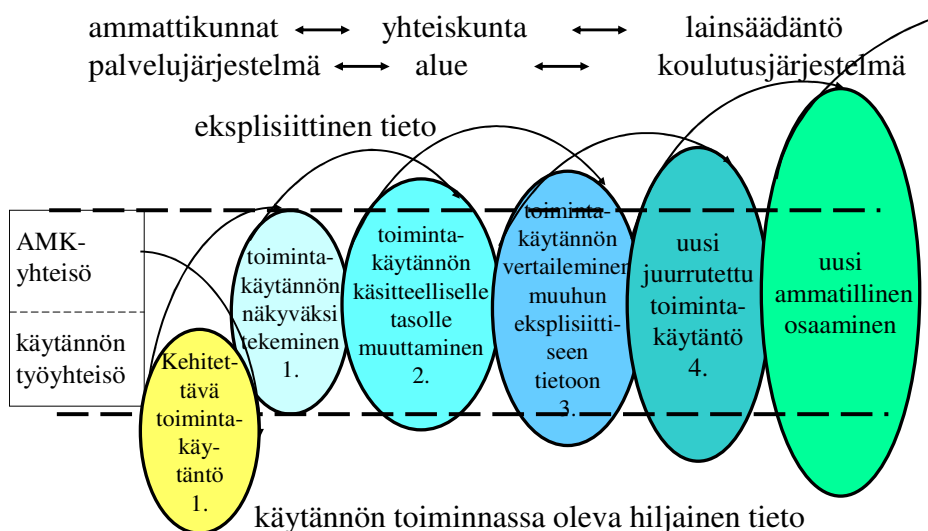 ammattikunnat yhteiskunta lainsäädäntö
palvelujärjestelmä alue koulutusjärjestelmä
eksplisiittinen tieto
AMK-
yhteisö
käytännön
työyhteisö
Kehitet-
tävä
toiminta-
käy-
täntö
1.
toiminta-
käytännön
näkyväksi
tekeminen
1.
toiminta-
käytännön
käsitteelliselle
tasolle
muuttaminen
2.
toiminta-
käytännön
vertaileminen
muuhun
eksplisiitti-
seen
tietoon
3.
uusi
juurrutettu
toiminta-
käytäntö
4.
uusi
ammatillinen
osaaminen
käytännön toiminnassa oleva hiljainen tieto